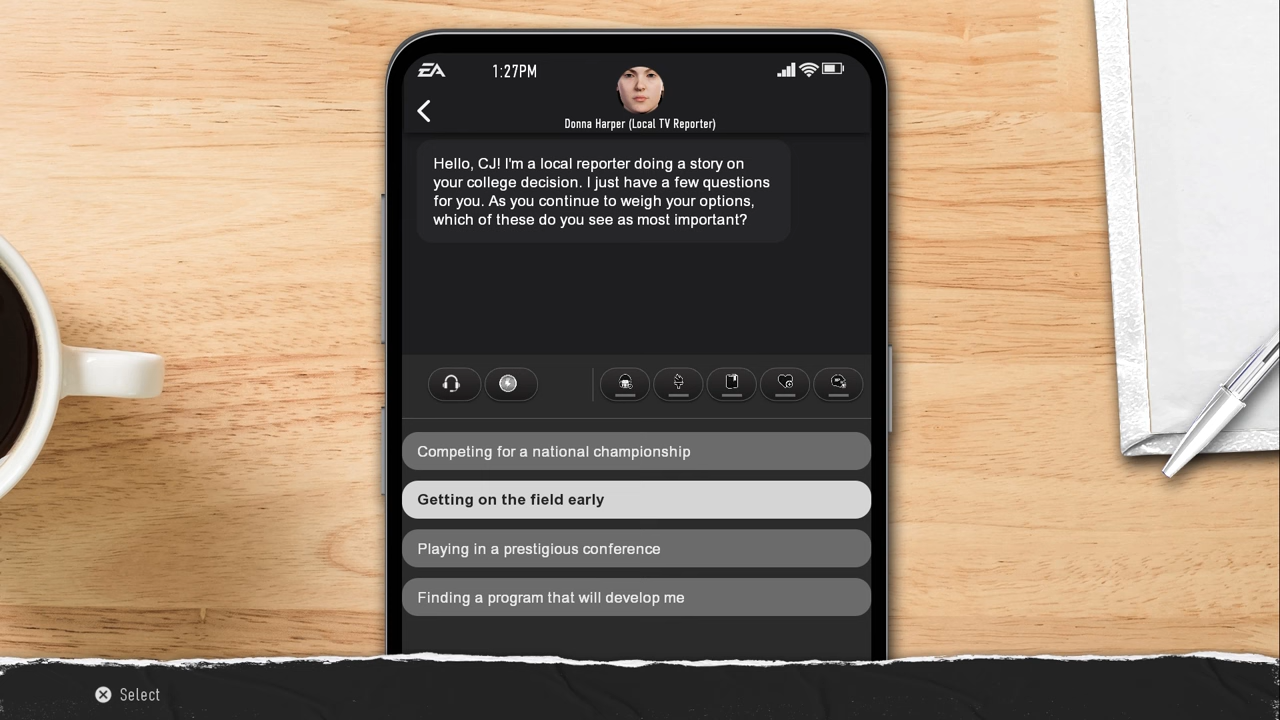 EA
1:27PM
Donna Harper (Local TV Reporter)
Hello, CJ! I'm a local reporter doing a story on
your college decision. I just have a few questions
for you. As you continue to weigh your options,
which of these do you see as most important?
Competing for a national championship
Getting on the field early
Playing in a prestigious conference
Finding a program that will develop me
Select